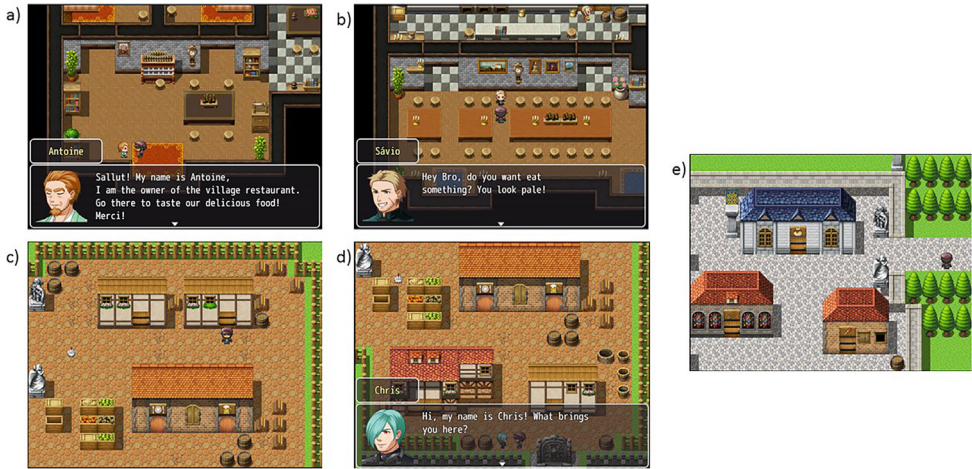 a)
Antoine
Sallut! My name is Antoine,
I am the owner of the village restaurant.
Go there to taste our delicious food!
Merci!
b)
Sávio
Hey Bro, do you want eat
something? You look pale!
c)
d)
Chris
Hi, my name is Chris! What brings
you here?
e)